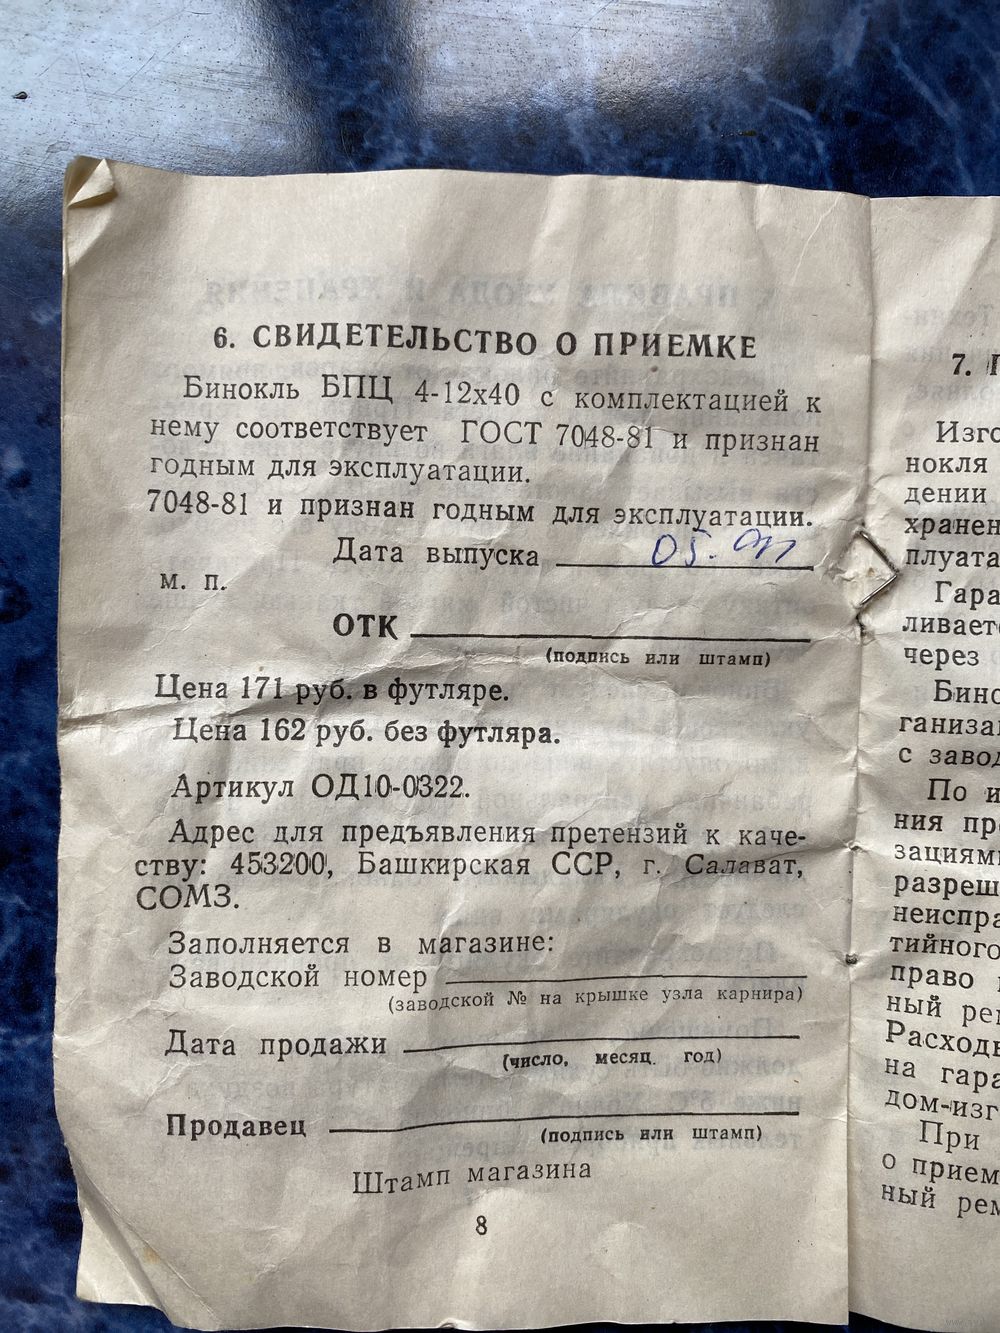 6. СВИДЕТЕЛЬСТВО О ПРИЕМКЕ
Бинокль БПЦ 4-12х40 с комплектацией к
нему соответствует ГОСТ 7048-81 и признан
годным для эксплуатации.
7048-81 и признан годным для эксплуатации.
Дата выпуска 05. 91
м. п.
ОТК
(подпись или штамп)
Цена 171 руб. в футляре.
Цена 162 руб. без футляра.
Артикул ОД10-0322.
Адрес для предъявления претензий к каче-
ству: 453200, Башкирская ССР, г. Салават,
СОМЗ.
Заполняется в магазине:
Заводской номер
(заводской № на крышке узла карнира)
Дата продажи
(число, месяц, год)
Продавец
(подпись или штамп)
Штамп магазина
8
7.
Изго
нокля
дении
хранен
плуата
Гара
ливает
через
Бино
ганиза
с завод
По и
ния пр
зациями
разреш
неиспра
тийного
право
ный рем
Расходы
на гара
дом-изг
При
о прием
ный рем